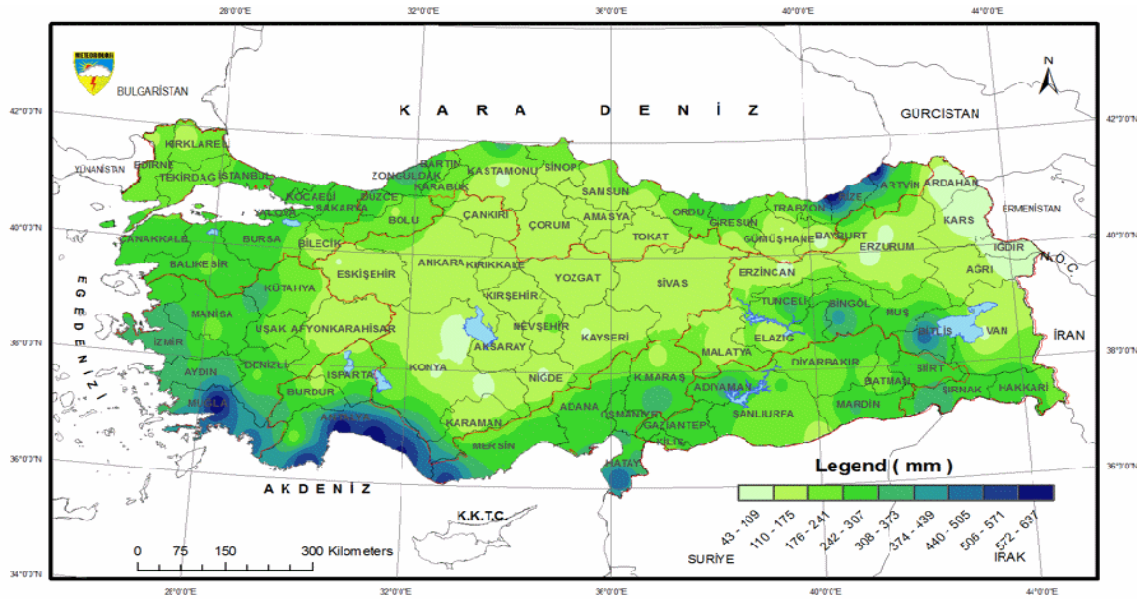 28°0'0"E 32°0'0"E 36°0'0"E 40°0'0"E 44°0'0"E
METEOROLOJİ
N
BULGARİSTAN
KARA DENİZ
GÜRCİSTAN
42°0'0"N 42°0'0"N
YUNANİSTAN
KIRKLARELİ
EDİRNE
TEKİRDAĞ İSTANBUL
KOCAELİ
YALOVA SAKARYA
DÜZCE
ZONGULDAK
BARTIN
KARABÜK
KASTAMONU
SİNOP
SAMSUN
BOLU
ÇANKIRI
ÇORUM
AMASYA
TOKAT
ORDU
GİRESUN
TRABZON
RİZE
ARTVİN
ARDAHAN
KARS
ERMENİSTAN
IĞDIR
N.Ö.C.
40°0'0"N 40°0'0"N
GÜMÜŞHANE BAYBURT
ERZURUM
AĞRI
ÇANAKKALE
BURSA
BİLECİK
BALIKESİR
ESKİŞEHİR
ANKARA KIRIKKALE
YOZGAT
SİVAS
ERZİNCAN
TUNCELİ
BİNGÖL
MUŞ
BİTLİS
VAN
İRAN
EGEDENİZİ
KÜTAHYA
MANİSA
UŞAK AFYONKARAHİSAR
KIRŞEHİR
NEVŞEHİR
AKSARAY
KAYSERİ
ELAZIĞ
MALATYA
DİYARBAKIR
İZMİR
AYDIN
DENİZLİ
ISPARTA
BURDUR
KONYA
NİĞDE
38°0'0"N 38°0'0"N
K.MARAŞ
ADIYAMAN
BATMAN
SİİRT
ŞIRNAK
HAKKARİ
MARDİN
ŞANLIURFA
MUĞLA
ANTALYA
KARAMAN
MERSİN
ADANA
OSMANİYE
GAZİANTEP
KİLİS
HATAY
36°0'0"N 36°0'0"N
AKDENİZ
K.K.T.C.
SURİYE
IRAK
Legend ( mm )
43 - 109
110 - 175
176 - 241
242 - 307
308 - 373
374 - 439
440 - 505
506 - 571
572 - 637
0 75 150 300 Kilometers
34°0'0"N 34°0'0"N
28°0'0"E 32°0'0"E 36°0'0"E 40°0'0"E 44°0'0"E